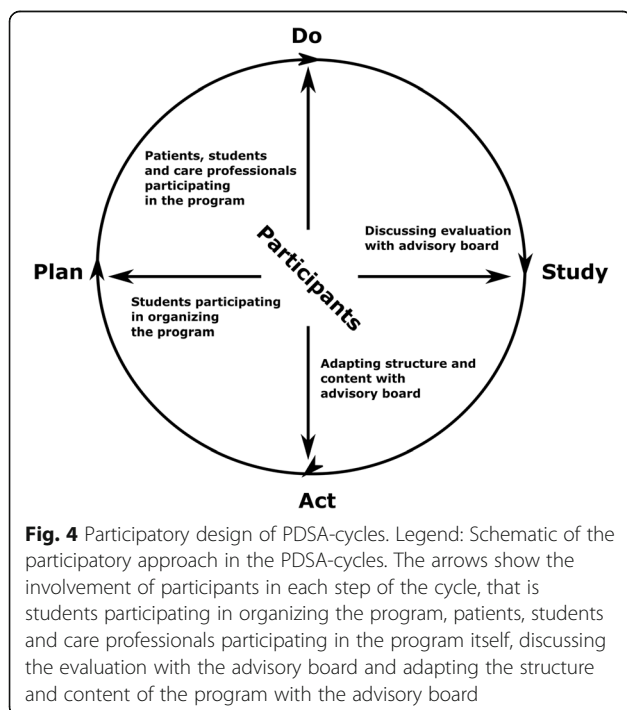 Do
Patients, students
and care professionals
participating
in the program
Discussing evaluation
with advisory board
Participants
Plan
Study
Students participating
in organizing
the program
Adapting structure and
content with
advisory board
Act
Fig. 4 Participatory design of PDSA-cycles. Legend: Schematic of the
participatory approach in the PDSA-cycles. The arrows show the
involvement of participants in each step of the cycle, that is
students participating in organizing the program, patients, students
and care professionals participating in the program itself, discussing
the evaluation with the advisory board and adapting the structure
and content of the program with the advisory board